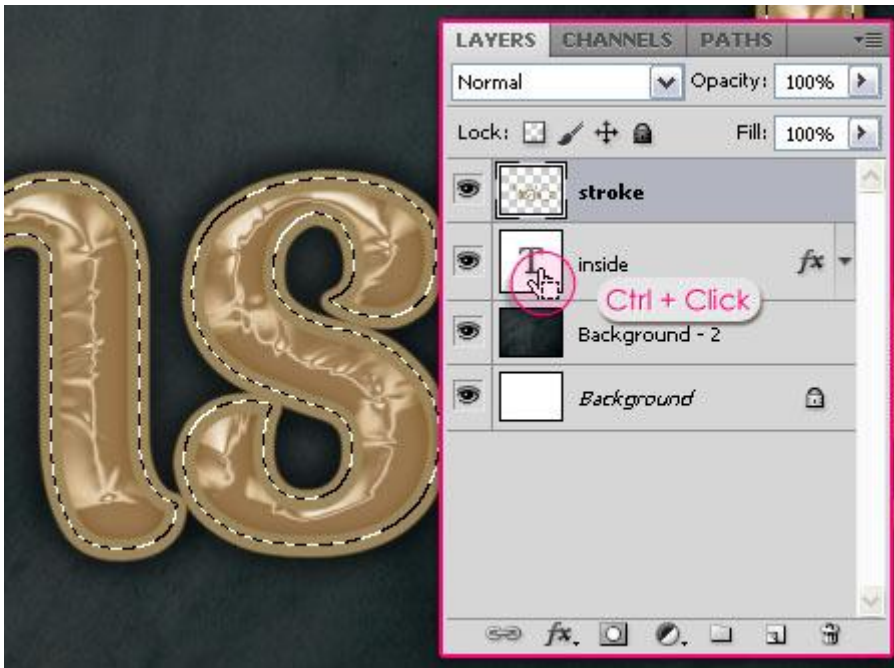 LAYERS CHANNELS PATHS
Normal Opacity: 100%
Lock: Fill: 100%
stroke
T
inside fx
Ctrl + Click
Background - 2
Background
fx.